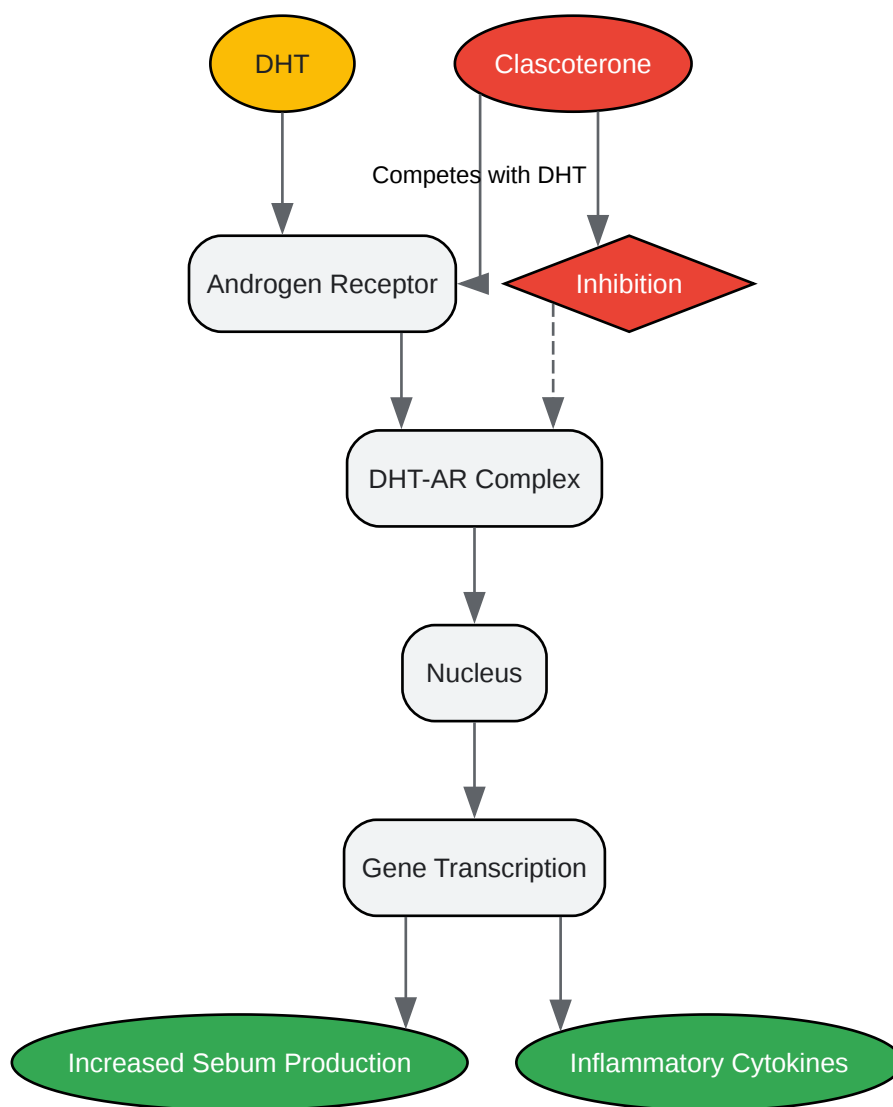 DHT
Clascoterone
Competes with DHT
Androgen Receptor
Inhibition
DHT-AR Complex
Nucleus
Gene Transcription
Increased Sebum Production
Inflammatory Cytokines